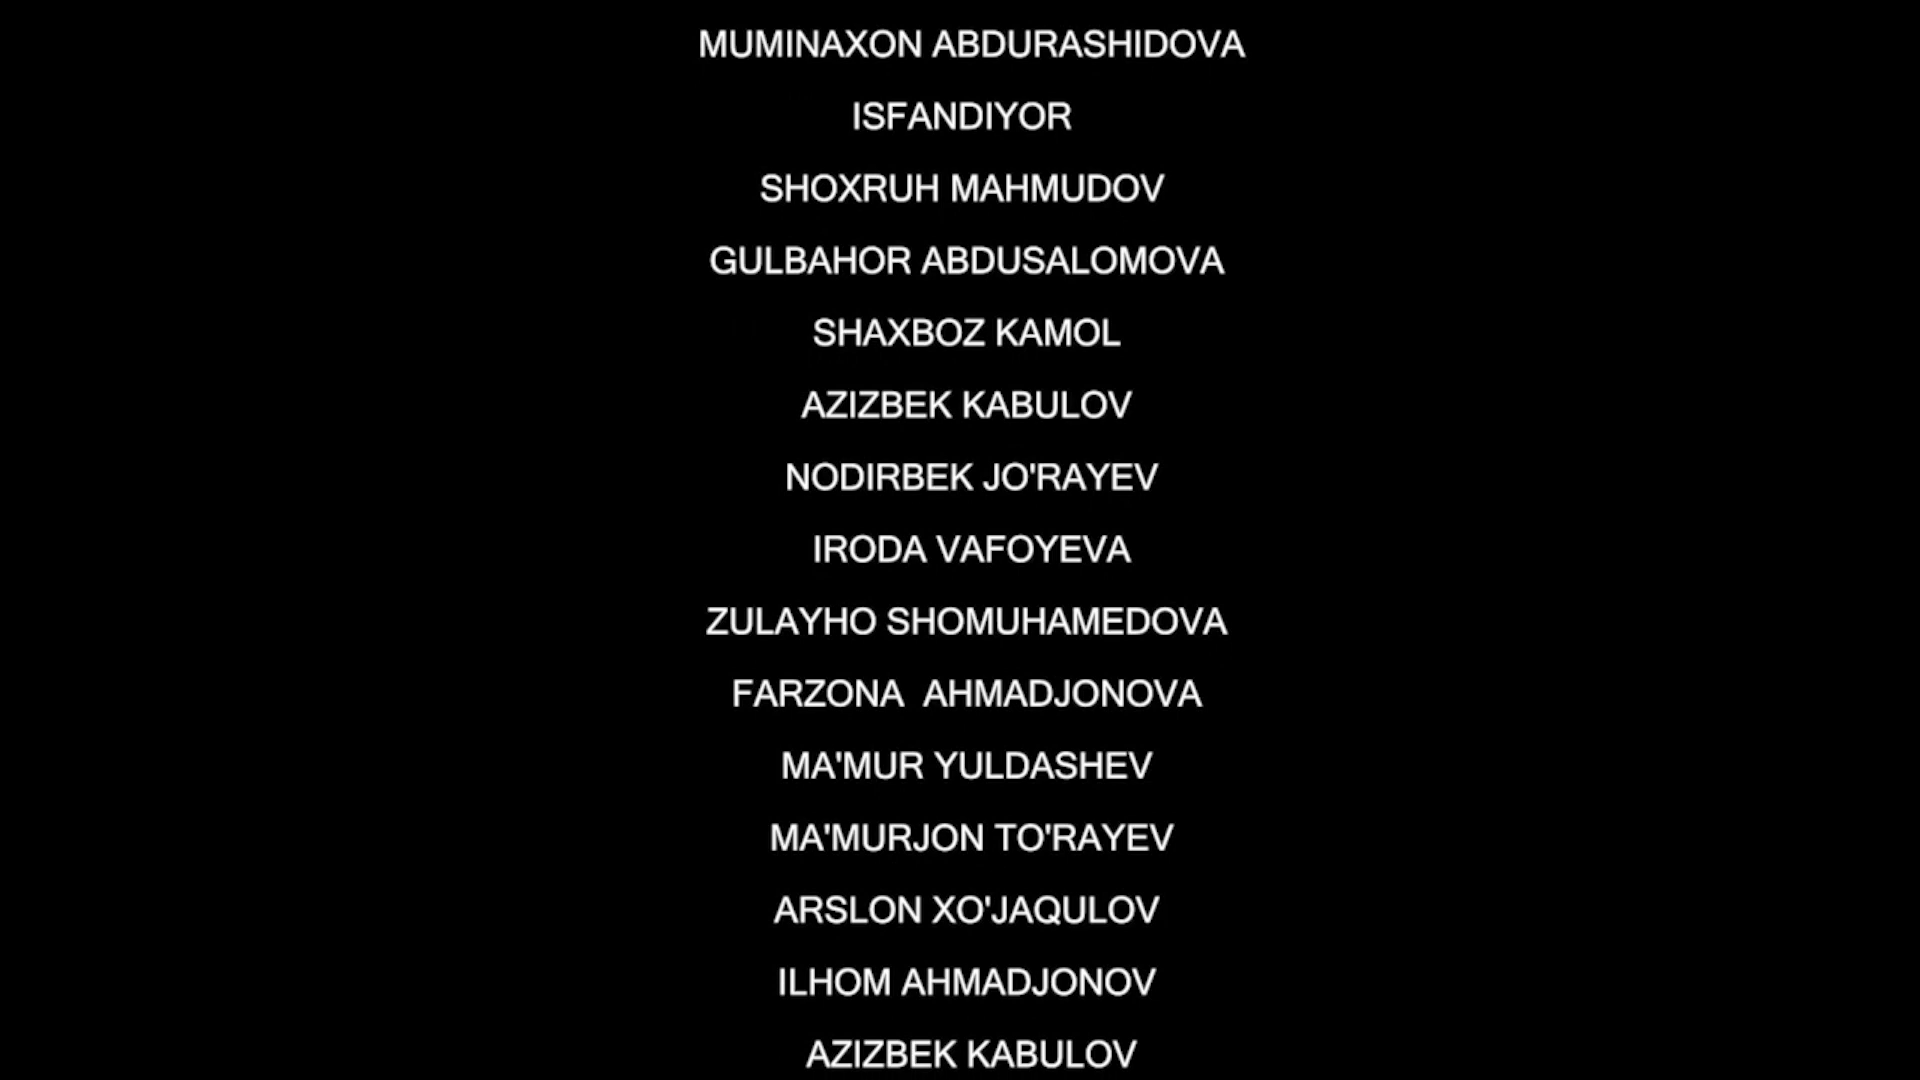 MUMINAXON ABDURASHIDOVA
ISFANDIYOR
SHOXRUH MAHMUDOV
GULBAHOR ABDUSALOMOVA
SHAXBOZ KAMOL
AZIZBEK KABULOV
NODIRBEK JO'RAYEV
IRODA VAFOYEVA
ZULAYHO SHOMUHAMEDOVA
FARZONA  AHMADJONOVA
MA'MUR YULDASHEV
MA'MURJON TO'RAYEV
ARSLON XO'JAQULOV
ILHOM AHMADJONOV
AZIZBEK KABULOV